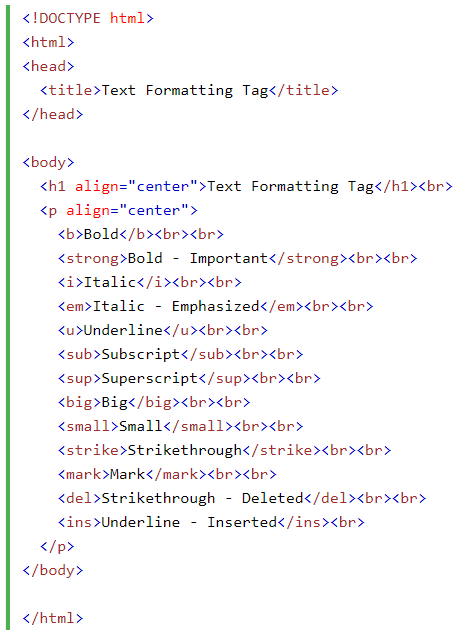 <!DOCTYPE html>
<html>
<head>
  <title>Text Formatting Tag</title>
</head>

<body>
  <h1 align="center">Text Formatting Tag</h1><br>
  <p align="center">
    <b>Bold</b><br><br>
    <strong>Bold - Important</strong><br><br>
    <i>Italic</i><br><br>
    <em>Italic - Emphasized</em><br><br>
    <u>Underline</u><br><br>
    <sub>Subscript</sub><br><br>
    <sup>Superscript</sup><br><br>
    <big>Big</big><br><br>
    <small>Small</small><br><br>
    <strike>Strikethrough</strike><br><br>
    <mark>Mark</mark><br><br>
    <del>Strikethrough - Deleted</del><br><br>
    <ins>Underline - Inserted</ins><br>
  </p>
</body>

</html>